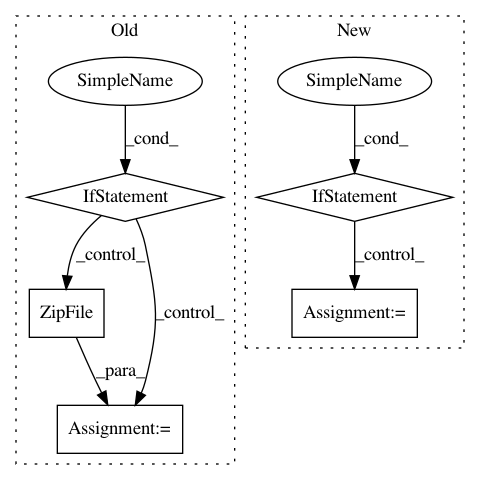 Old
New
SimpleName
SimpleName
_cond_
_cond_
IfStatement
IfStatement
_control_
_control_
_control_
ZipFile
Assignment:=
_para_
Assignment:=